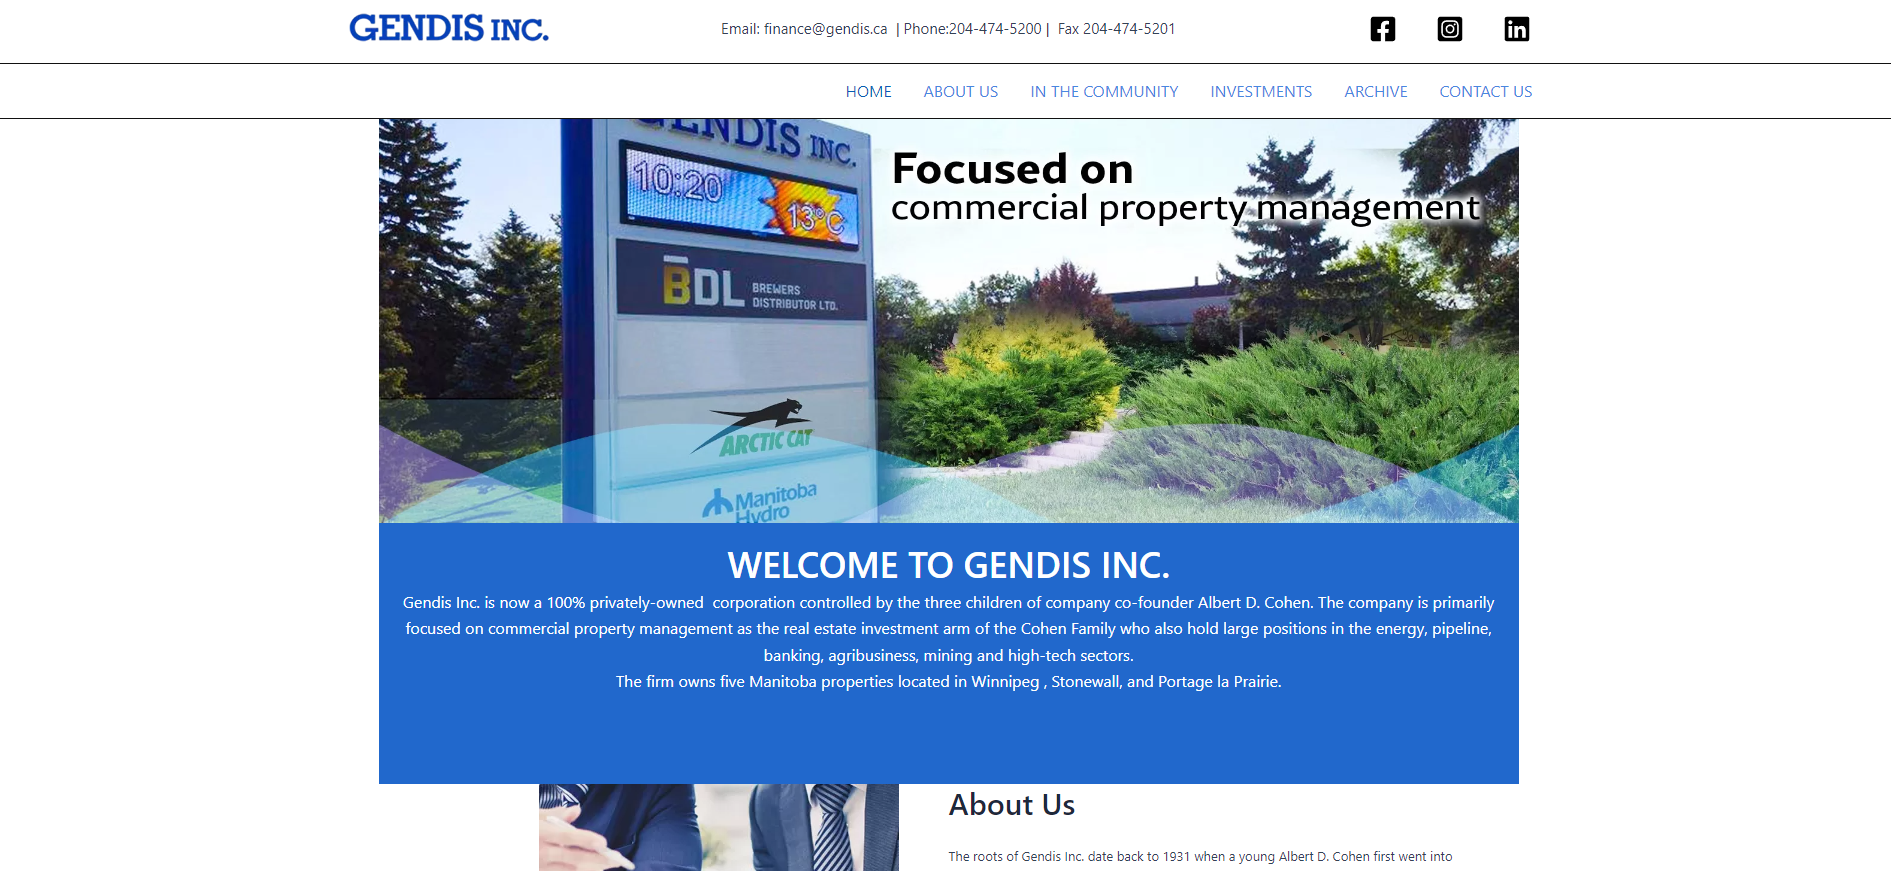 GENDIS INC.
Email: finance@gendis.ca | Phone:204-474-5200 | Fax 204-474-5201
HOME ABOUT US IN THE COMMUNITY INVESTMENTS ARCHIVE CONTACT US
GENDIS INC.
10:20
13°C
BDL BREWERS
DISTRIBUTOR LTD.
ARCTIC CAT
Manitoba
Hydro
Focused on
commercial property management
WELCOME TO GENDIS INC.
Gendis Inc. is now a 100% privately-owned corporation controlled by the three children of company co-founder Albert D. Cohen. The company is primarily
focused on commercial property management as the real estate investment arm of the Cohen Family who also hold large positions in the energy, pipeline,
banking, agribusiness, mining and high-tech sectors.
The firm owns five Manitoba properties located in Winnipeg , Stonewall, and Portage la Prairie.
About Us
The roots of Gendis Inc. date back to 1931 when a young Albert D. Cohen first went into